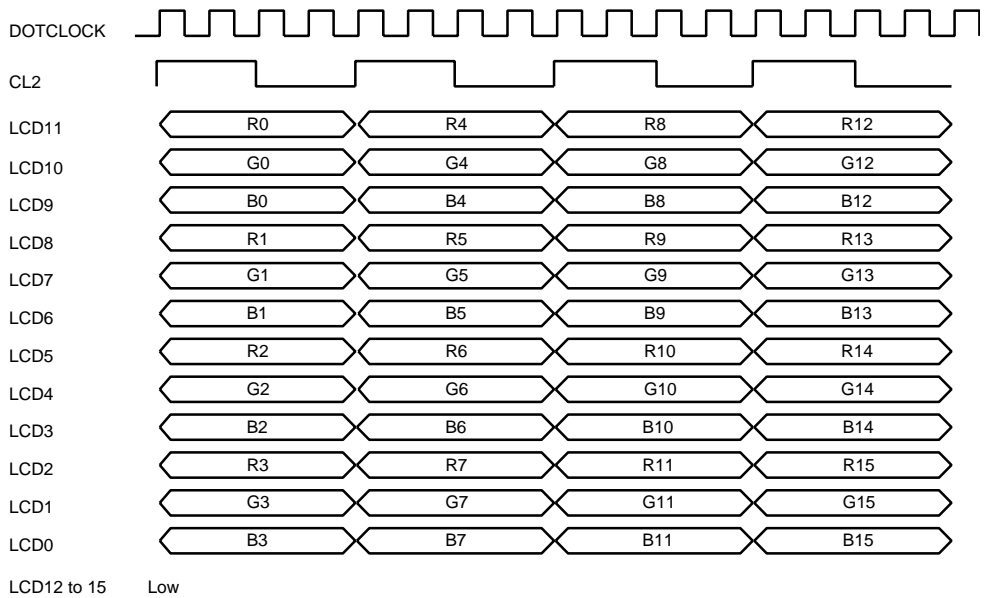 DOTCLOCK
CL2
LCD11 R0 R4 R8 R12
LCD10 G0 G4 G8 G12
LCD9 B0 B4 B8 B12
LCD8 R1 R5 R9 R13
LCD7 G1 G5 G9 G13
LCD6 B1 B5 B9 B13
LCD5 R2 R6 R10 R14
LCD4 G2 G6 G10 G14
LCD3 B2 B6 B10 B14
LCD2 R3 R7 R11 R15
LCD1 G3 G7 G11 G15
LCD0 B3 B7 B11 B15
LCD12 to 15 Low